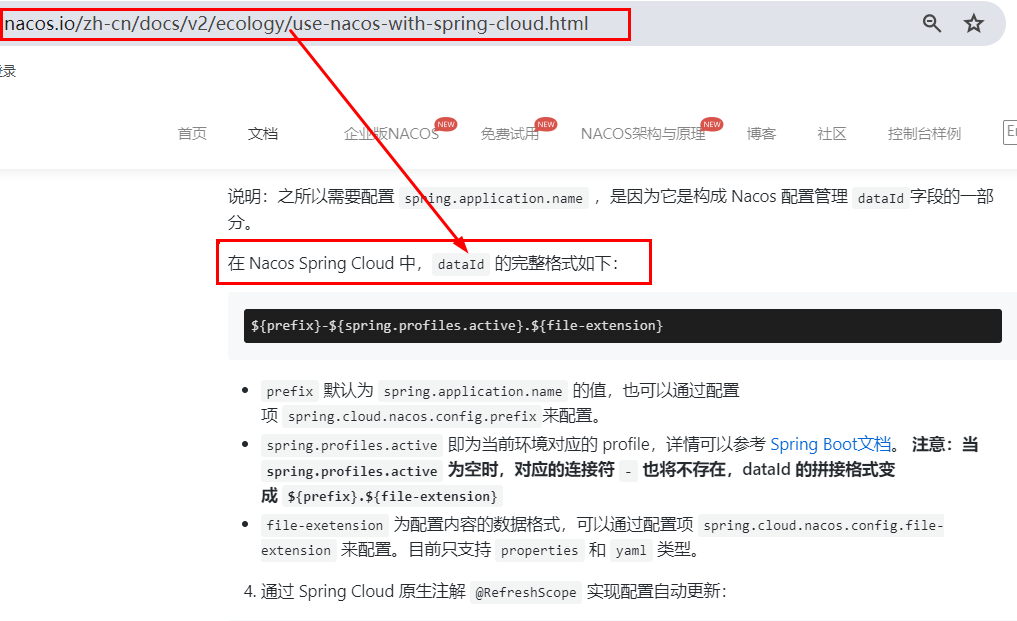 nacos.io/zh-cn/docs/v2/ecology/use-nacos-with-spring-cloud.html
登录
首页 文档 企业版NACOS NEW 免费试用 NEW NACOS架构与原理 NEW 博客 社区 控制台样例 En
说明：之所以需要配置 spring.application.name ，是因为它是构成 Nacos 配置管理 dataId 字段的一部
分。
在 Nacos Spring Cloud 中，dataId 的完整格式如下：
${prefix}-${spring.profiles.active}.${file-extension}
• prefix 默认为 spring.application.name 的值，也可以通过配置
项 spring.cloud.nacos.config.prefix 来配置。
• spring.profiles.active 即为当前环境对应的 profile，详情可以参考 Spring Boot文档。 注意：当
spring.profiles.active 为空时，对应的连接符 - 也将不存在，dataId 的拼接格式变
成 ${prefix}.${file-extension}
• file-exetension 为配置内容的数据格式，可以通过配置项 spring.cloud.nacos.config.file-
extension 来配置。目前只支持 properties 和 yaml 类型。
4. 通过 Spring Cloud 原生注解 @RefreshScope 实现配置自动更新：